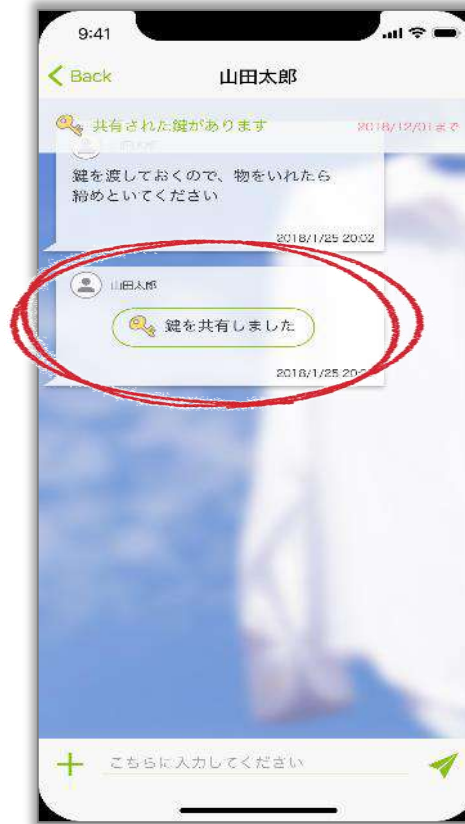 9:41
Back
山田太郎
共有された鍵があります
2018/12/01まで
鍵を渡しておくので、物をいれたら
締めといてください
2018/1/25 20:02
山田太郎
鍵を共有しました
2018/1/25
こちらに入力してください